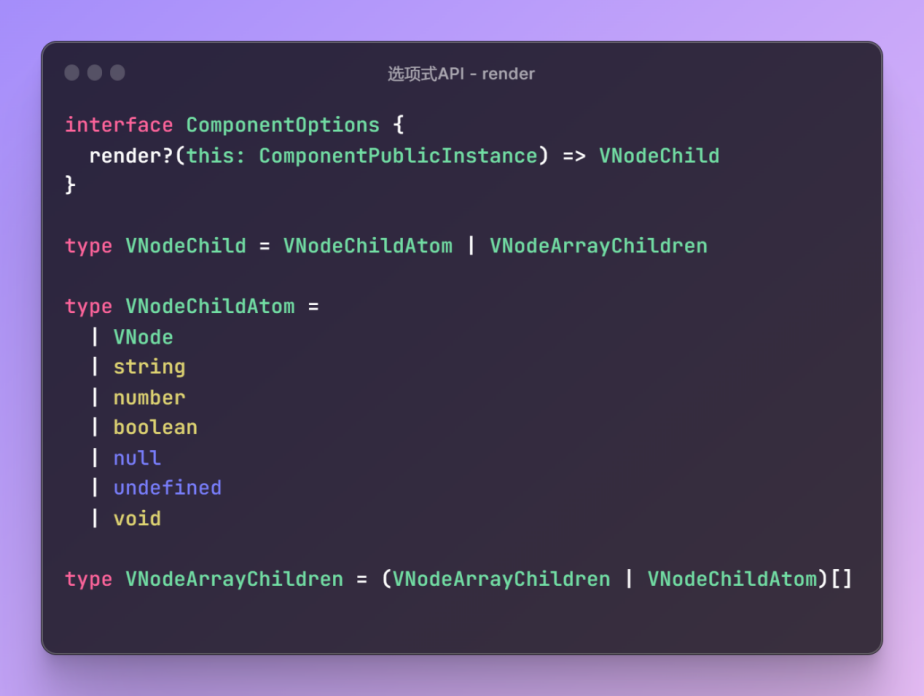 选项式API - render
interface ComponentOptions {
  render?(this: ComponentPublicInstance) => VNodeChild
}
type VNodeChild = VNodeChildAtom | VNodeArrayChildren
type VNodeChildAtom =
  | VNode
  | string
  | number
  | boolean
  | null
  | undefined
  | void
type VNodeArrayChildren = (VNodeArrayChildren | VNodeChildAtom)[]